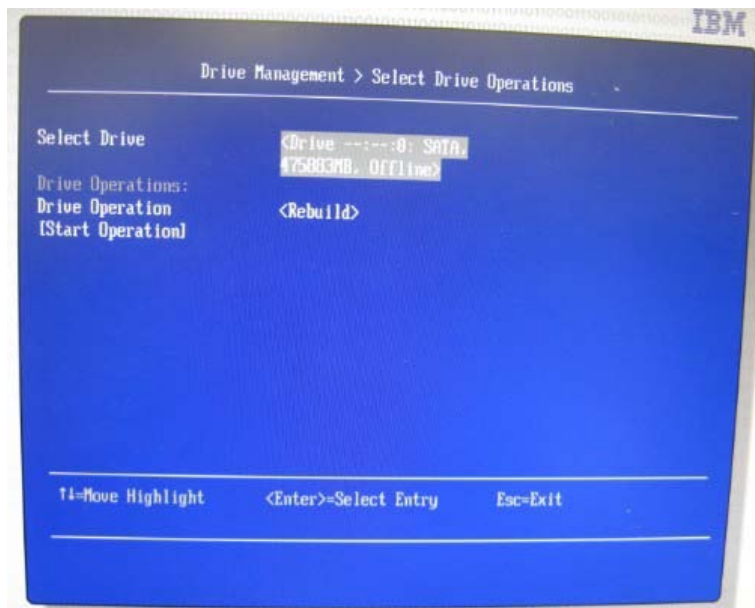 IBM
Drive Management > Select Drive Operations
Select Drive <Drive --:--:0: SATA,
475883MB, Offline>
Drive Operations:
Drive Operation <Rebuild>
[Start Operation]
↑↓=Move Highlight <Enter>=Select Entry Esc=Exit